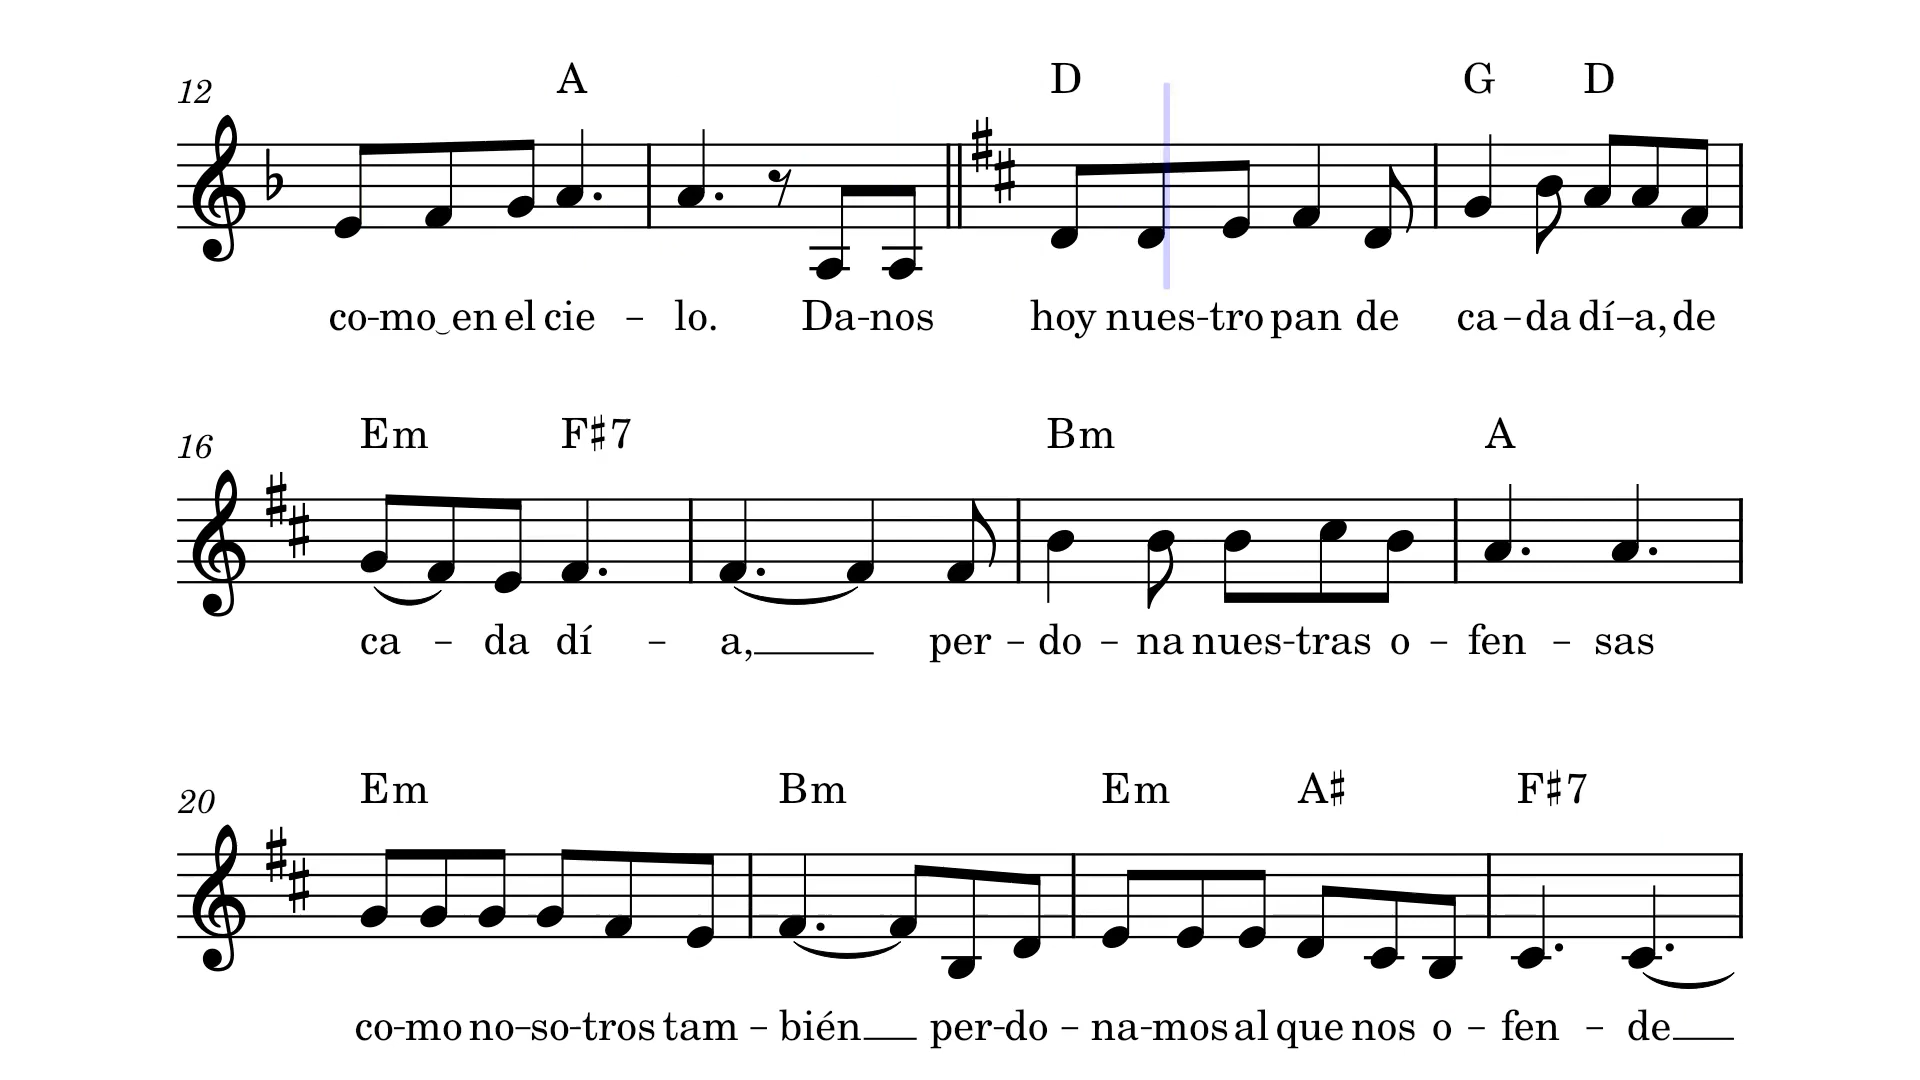 12 A D G D
co-mo‿en el cie - lo. Da-nos hoy nues-tro pan de ca-da dí-a, de
16 Em F♯7 Bm A
ca - da dí - a, per - do - na nues-tras o - fen - sas
20 Em Bm Em A♯ F♯7
co-mo no-so-tros tam - bién per-do - na-mos al que nos o - fen - de